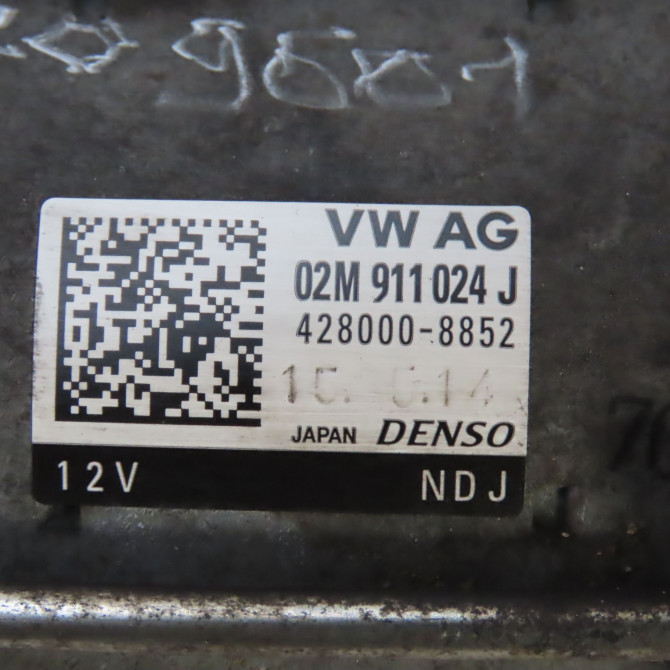 VW AG
02M 911 024 J
428000-8852
JAPAN DENSO
12V NDJ